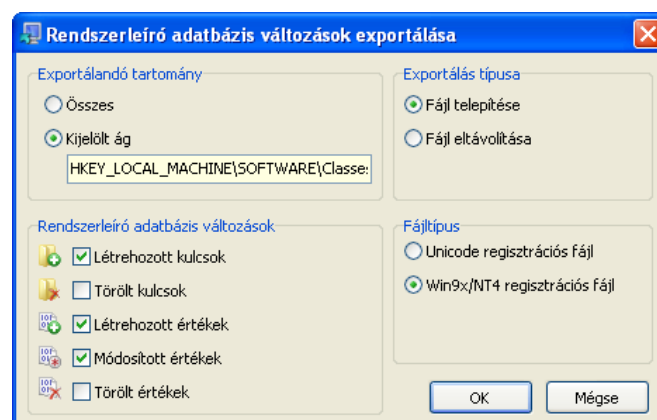 Rendszerleíró adatbázis változások exportálása
Exportálandó tartomány
Összes
Kijelölt ág
HKEY_LOCAL_MACHINE\SOFTWARE\Classe
Exportálás típusa
Fájl telepítése
Fájl eltávolítása
Rendszerleíró adatbázis változások
Létrehozott kulcsok
Törölt kulcsok
Létrehozott értékek
Módosított értékek
Törölt értékek
Fájltípus
Unicode regisztrációs fájl
Win9x/NT4 regisztrációs fájl
OK
Mégse